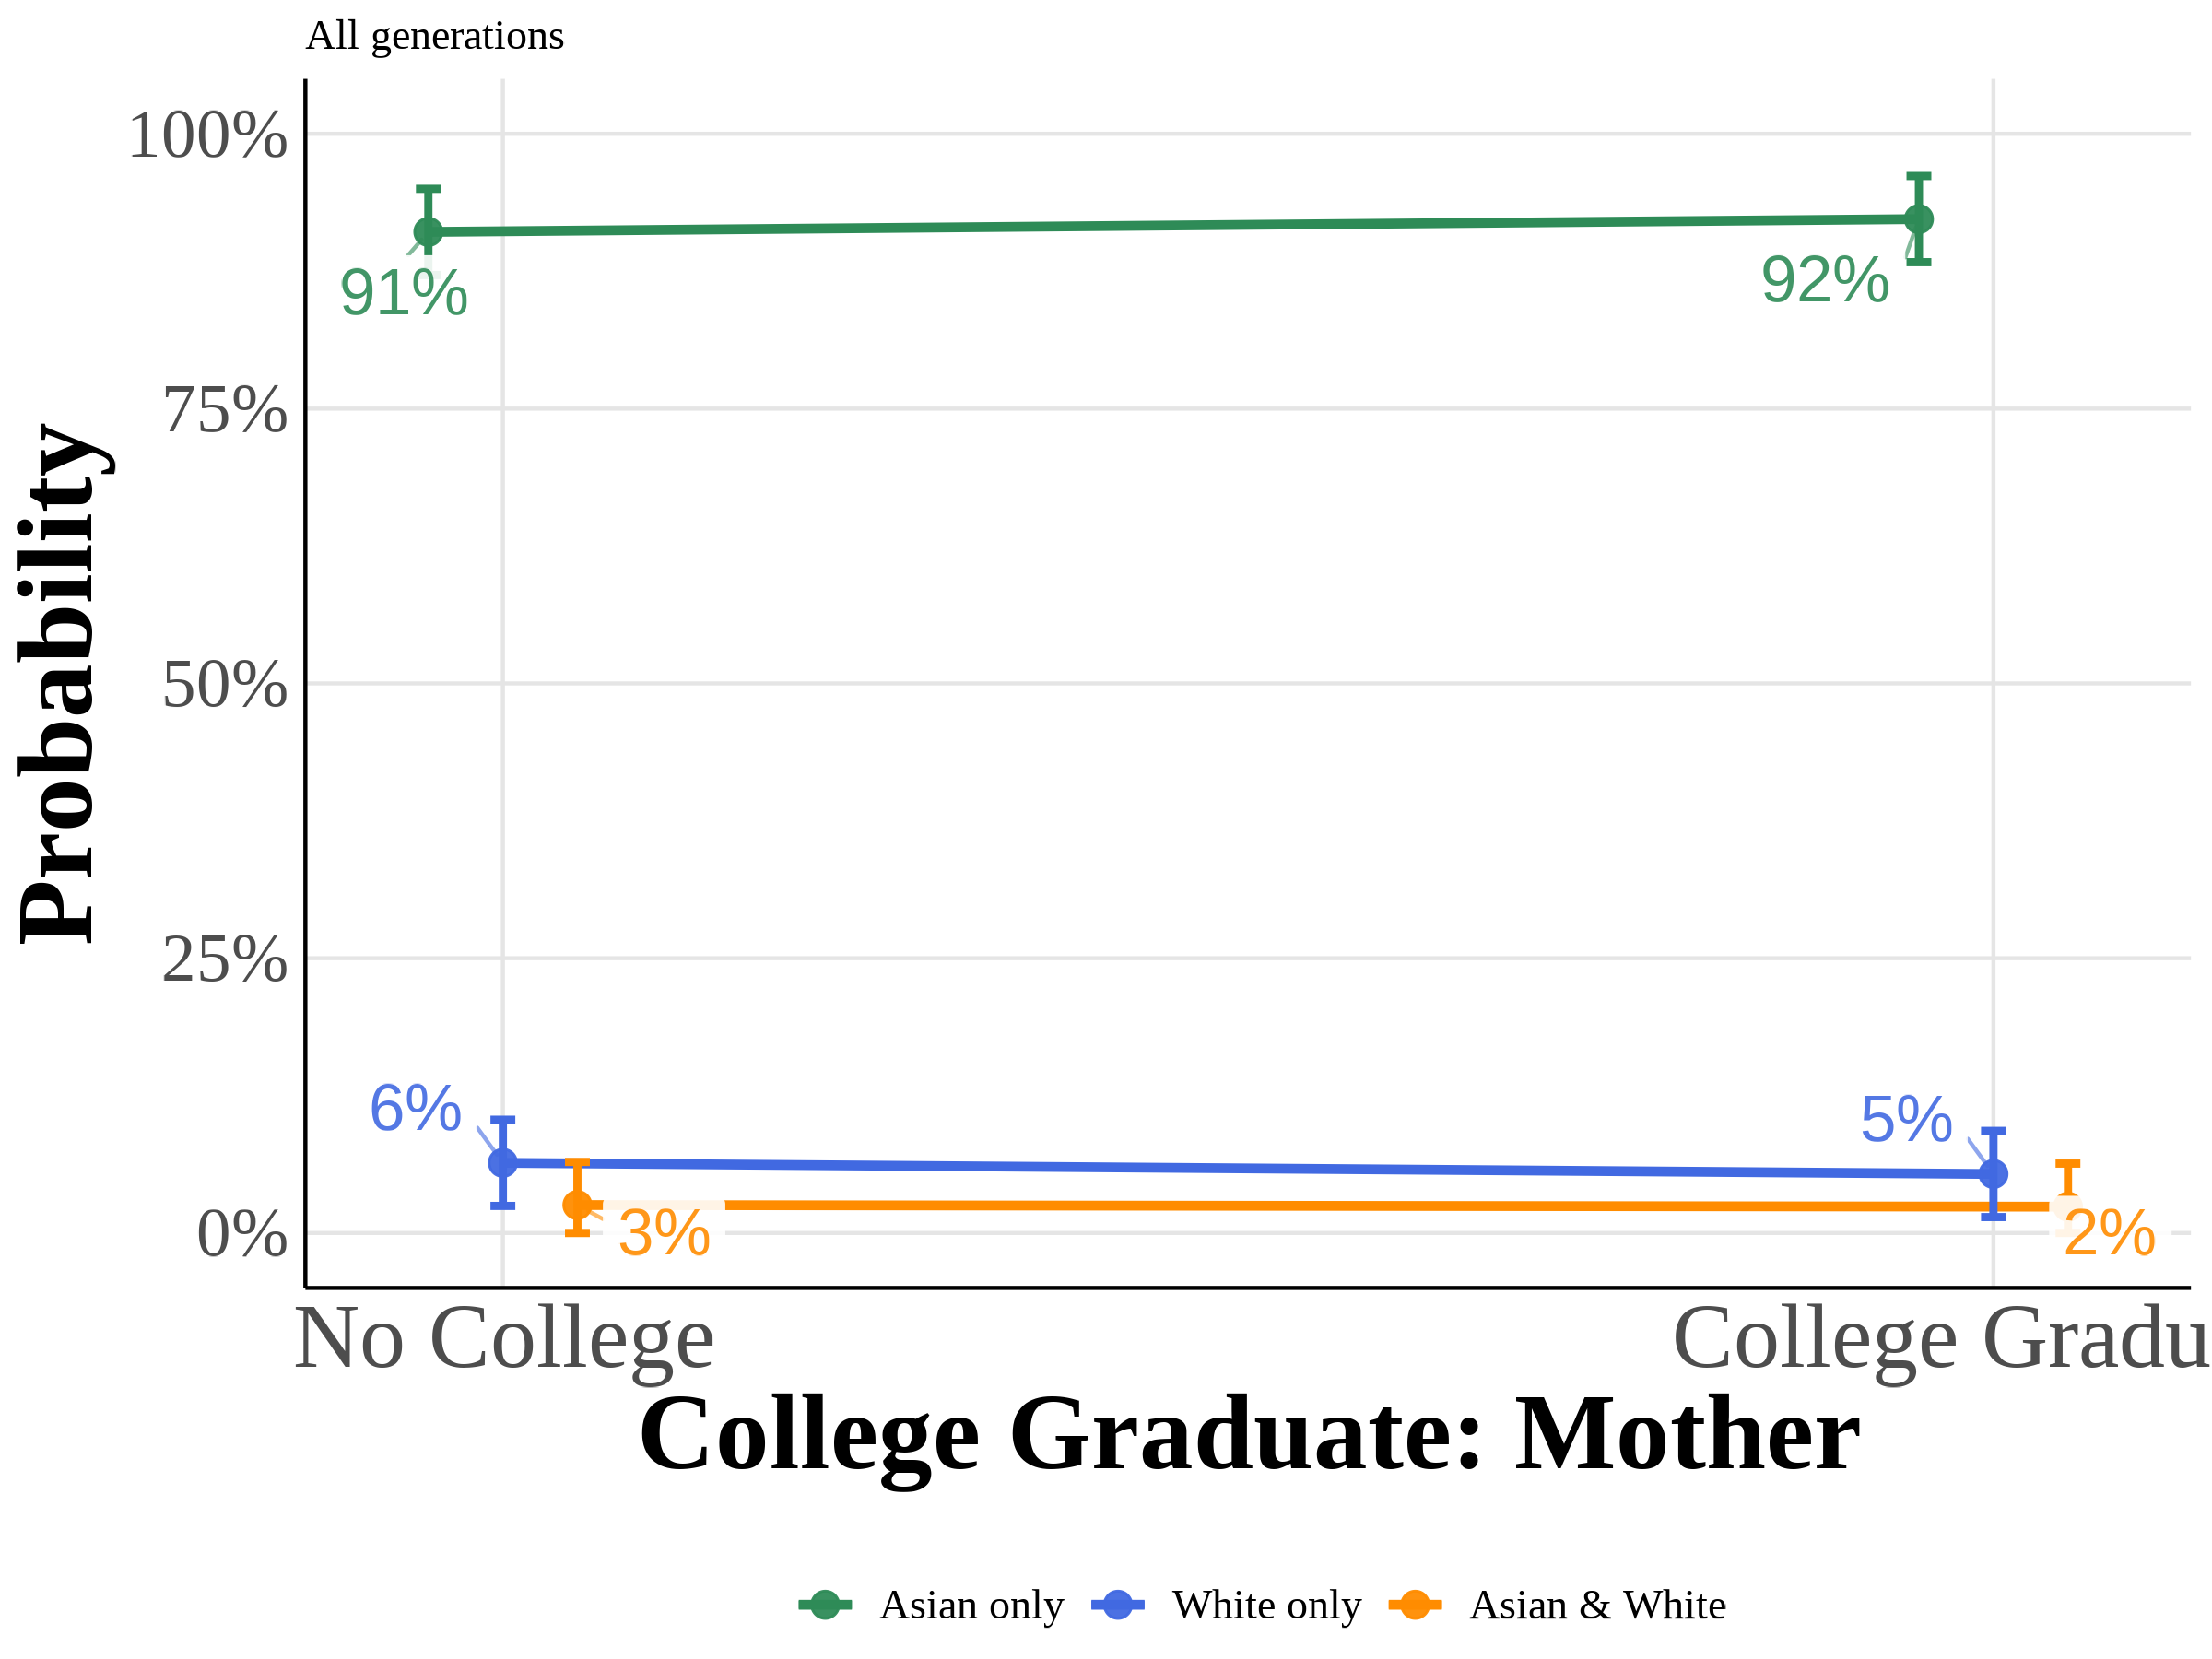 All generations
100%
75%
50%
25%
0%
Probability
91%
92%
6%
5%
3%
2%
No College
College Gradu
College Graduate: Mother
Asian only
White only
Asian & White